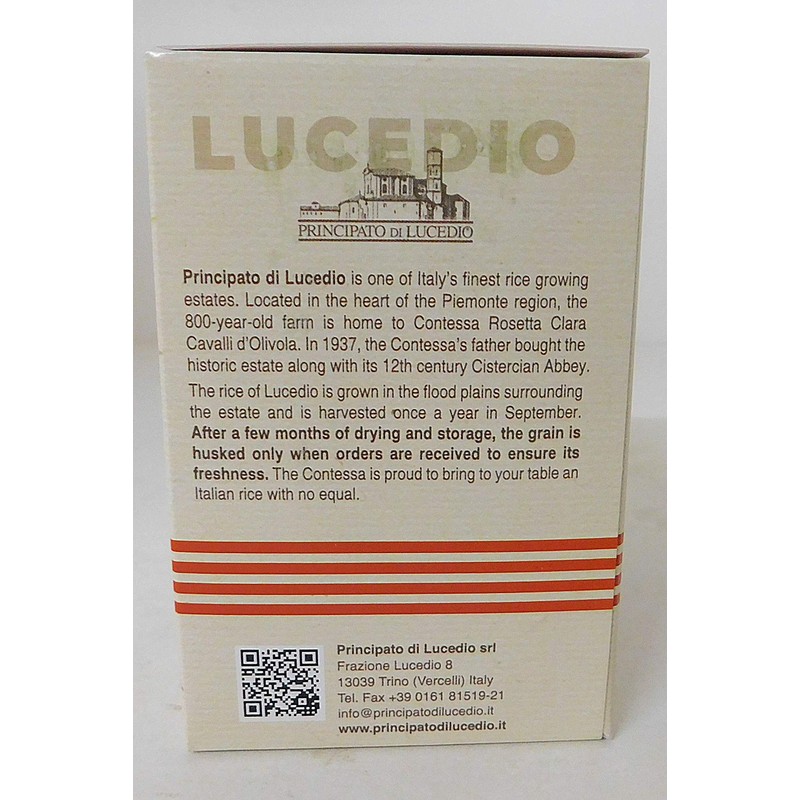 LUCEDIO
PRINCIPATO DI LUCEDIO
Principato di Lucedio is one of Italy's finest rice growing
estates. Located in the heart of the Piemonte region, the
800-year-old farm is home to Contessa Rosetta Clara
Cavalli d'Olivola. In 1937, the Contessa's father bought the
historic estate along with its 12th century Cistercian Abbey.
The rice of Lucedio is grown in the flood plains surrounding
the estate and is harvested once a year in September.
After a few months of drying and storage, the grain is
husked only when orders are received to ensure its
freshness. The Contessa is proud to bring to your table an
Italian rice with no equal.
Principato di Lucedio srl
Frazione Lucedio 8
13039 Trino (Vercelli) Italy
Tel. Fax +39 0161 81519-21
info@principatodilucedio.it
www.principatodilucedio.it